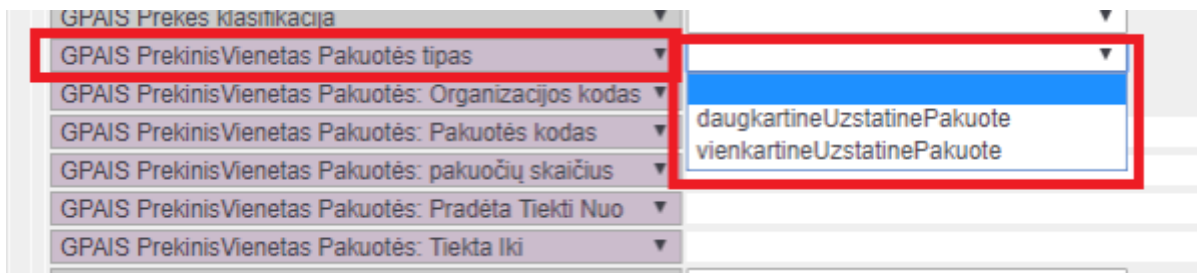 GPAIS Prekės klasifikacija
GPAIS PrekinisVienetas Pakuotės tipas
GPAIS PrekinisVienetas Pakuotės: Organizacijos kodas
daugkartineUzstatinePakuote
GPAIS PrekinisVienetas Pakuotės: Pakuotės kodas
vienkartineUzstatinePakuote
GPAIS PrekinisVienetas Pakuotės: pakuočių skaičius
GPAIS PrekinisVienetas Pakuotės: Pradėta Tiekti Nuo
GPAIS PrekinisVienetas Pakuotės: Tiekta Iki